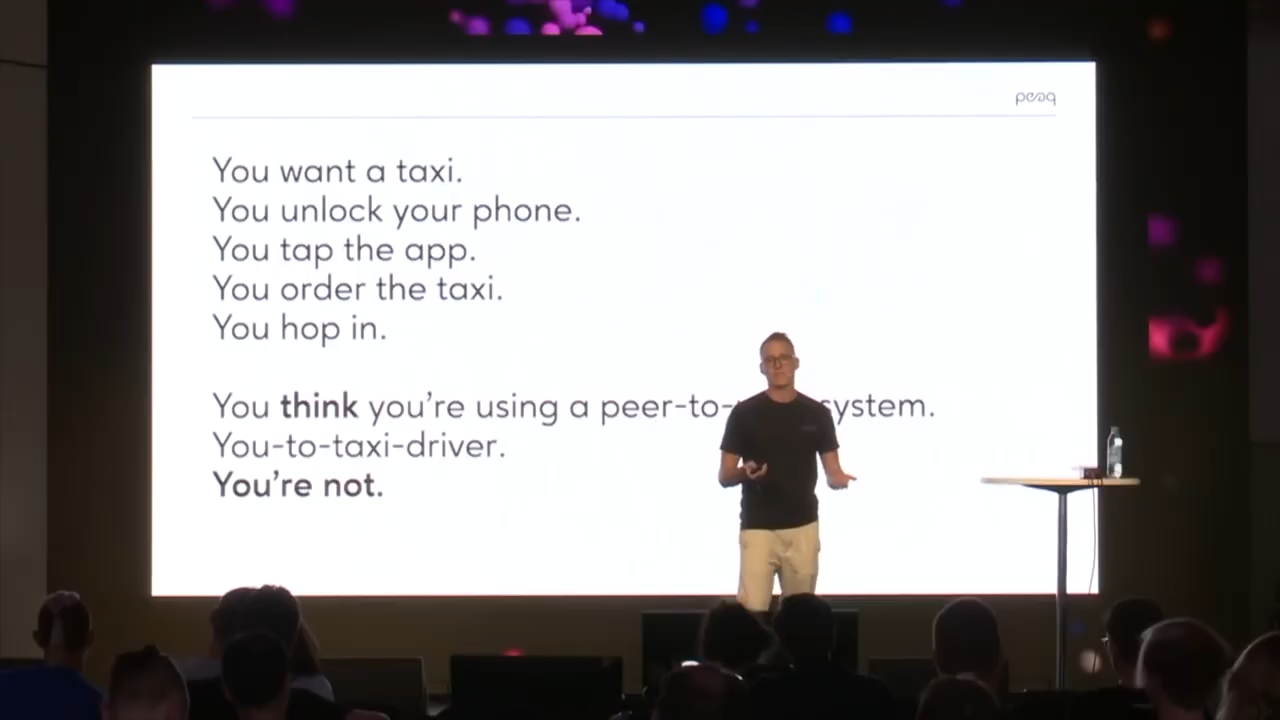 peaq
You want a taxi.
You unlock your phone.
You tap the app.
You order the taxi.
You hop in.
You think you're using a peer-to- system.
You-to-taxi-driver.
You're not.